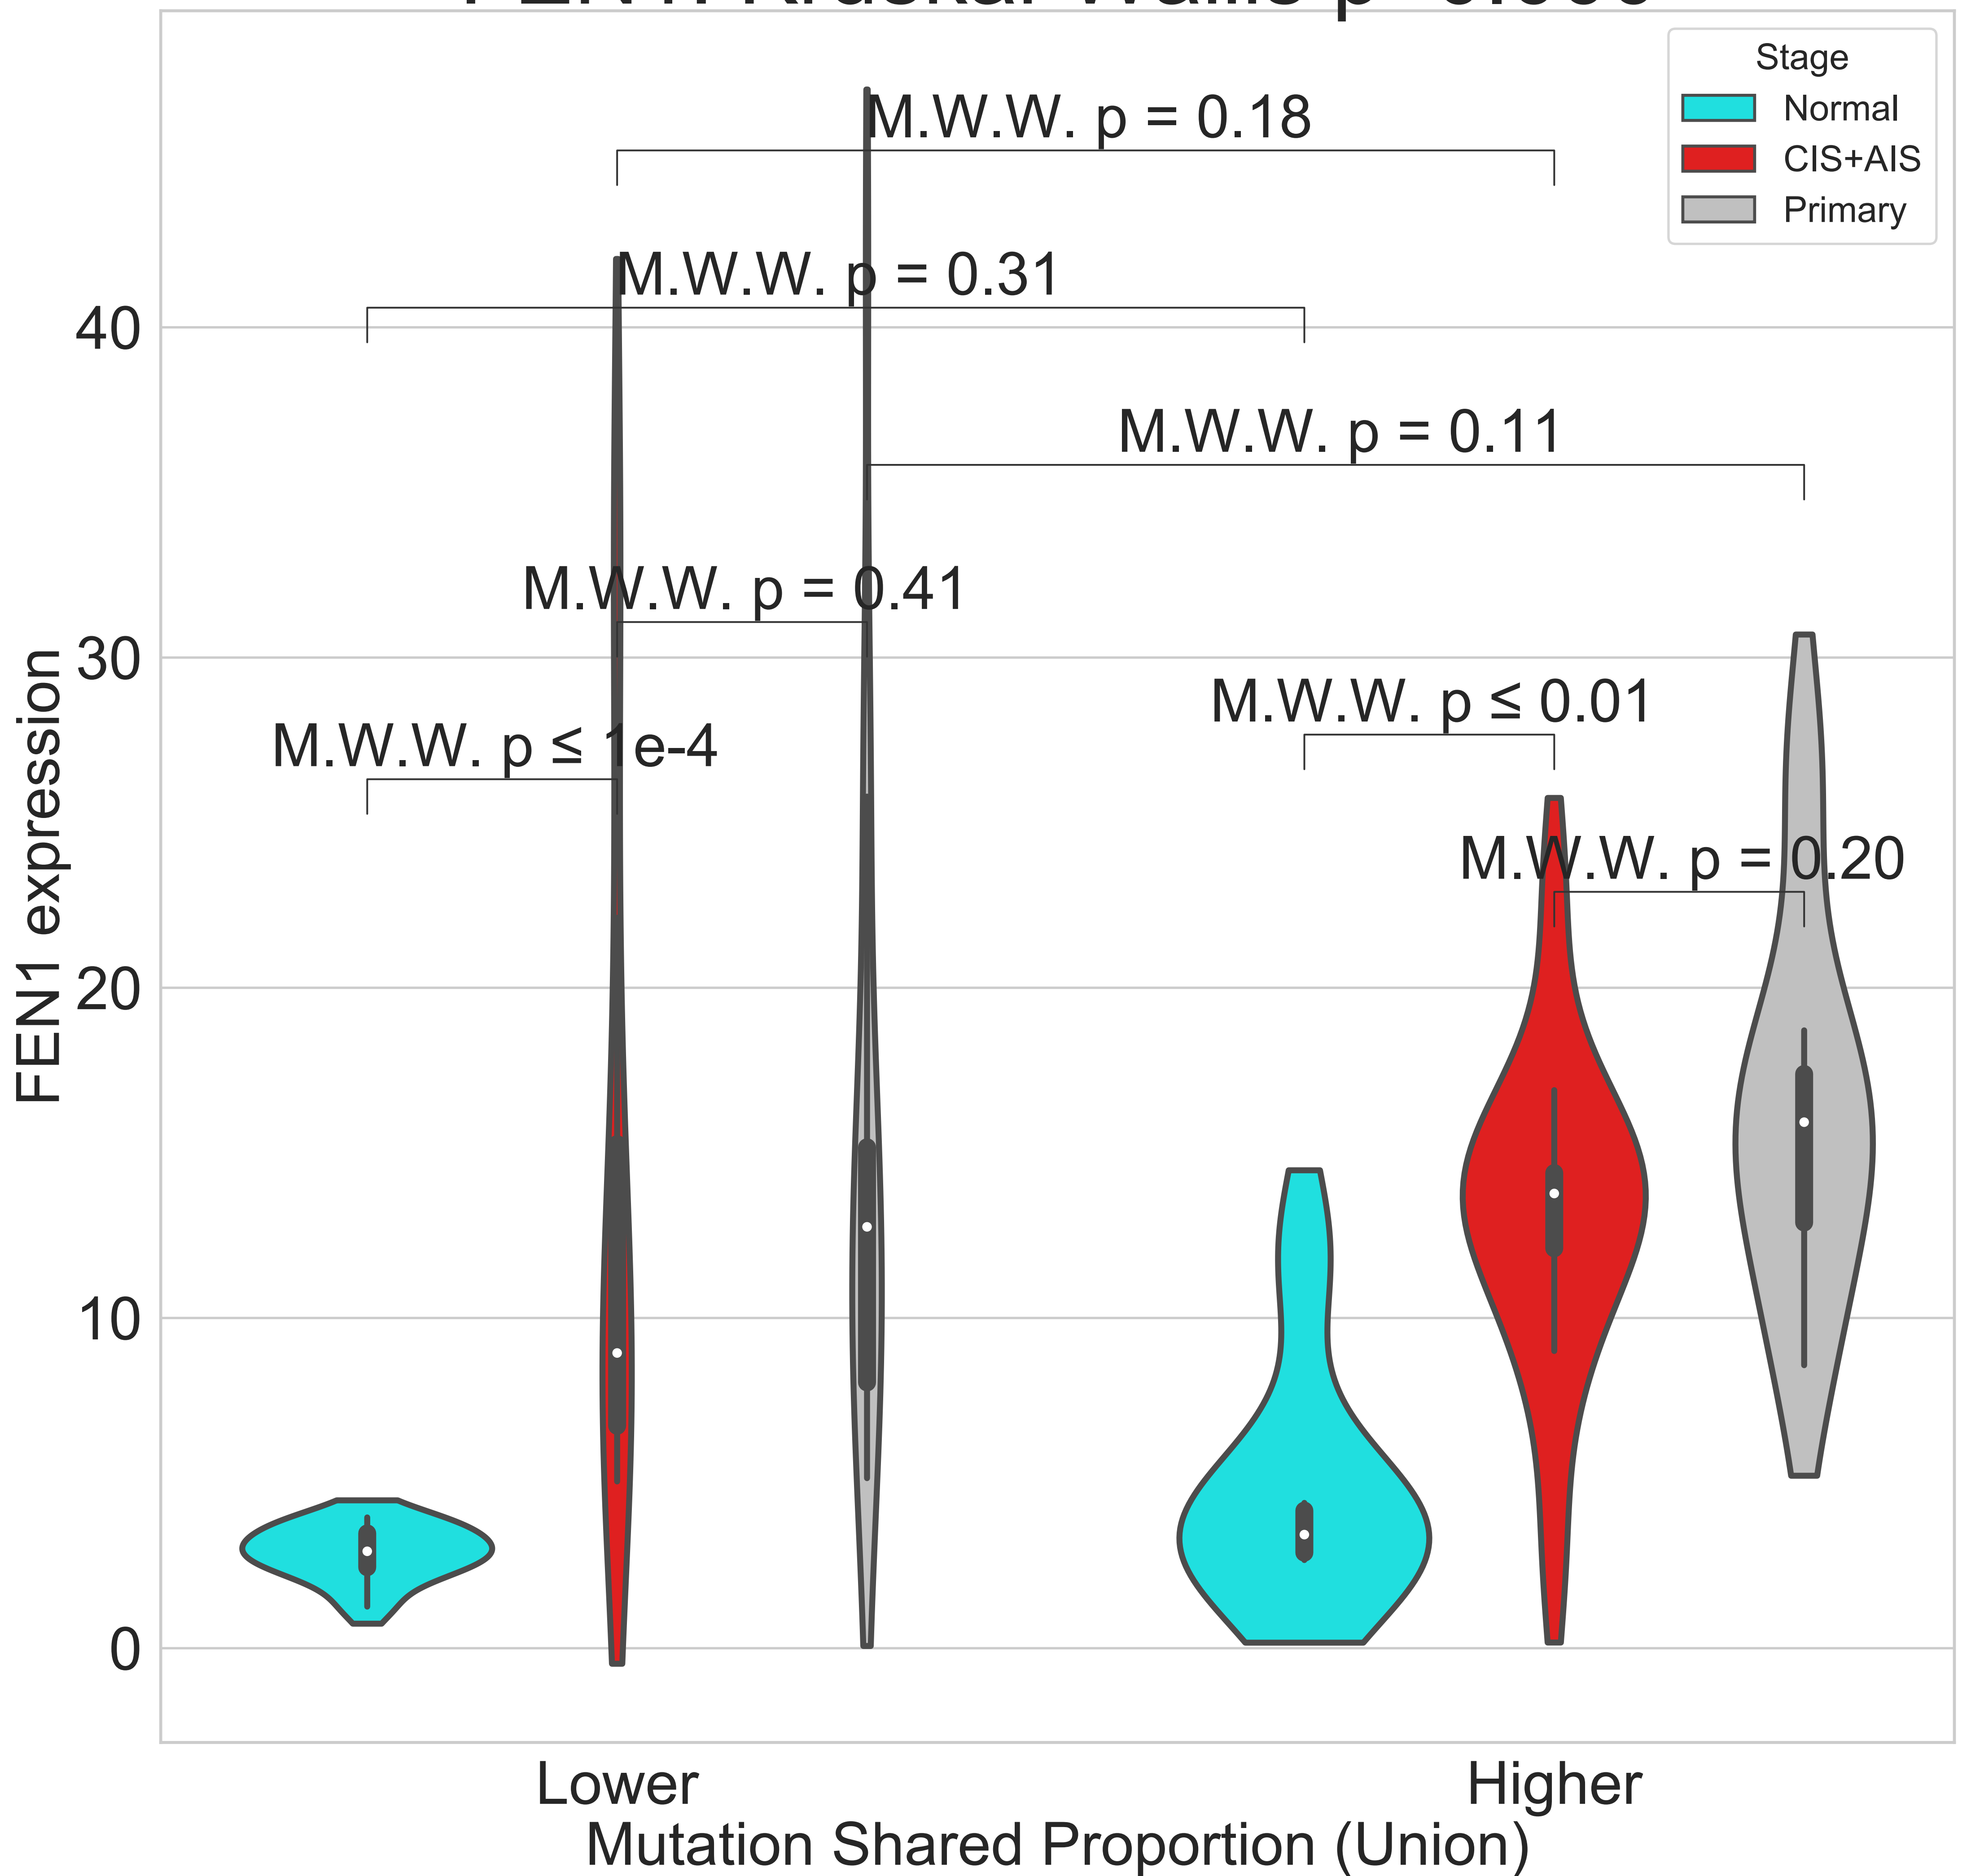 Stage
Normal
CIS+AIS
Primary
M.W.W. p = 0.18
M.W.W. p = 0.31
M.W.W. p = 0.11
M.W.W. p = 0.41
M.W.W. p ≤ 0.01
M.W.W. p ≤ 1e-4
M.W.W. p = 0.20
FEN1 expression
40
30
20
10
0
Lower
Higher
Mutation Shared Proportion (Union)